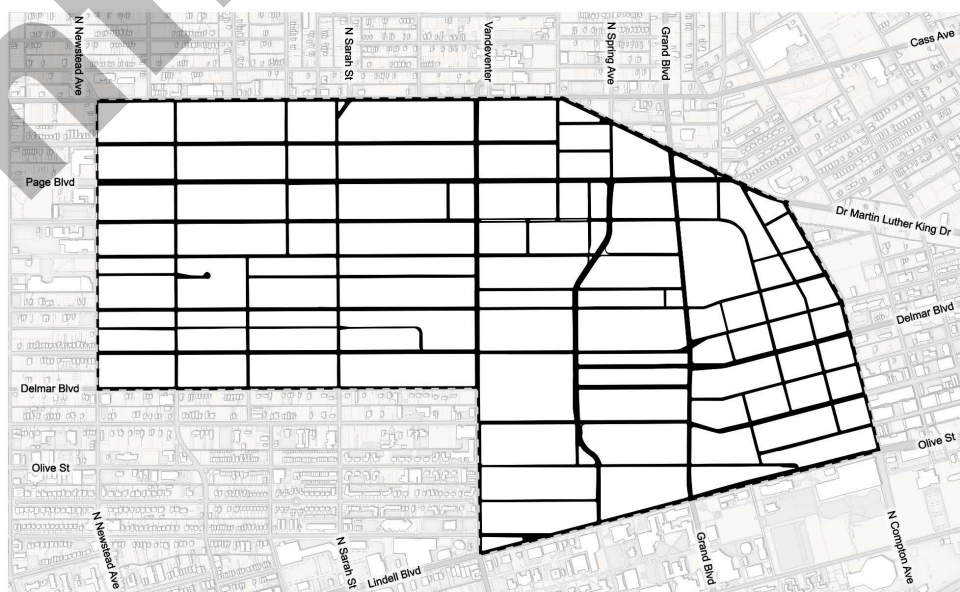 N Newstead Ave
N Sarah St
Vandeventer
N Spring Ave
Grand Blvd
Cass Ave
Page Blvd
Dr Martin Luther King Dr
Delmar Blvd
Delmar Blvd
Olive St
Olive St
N Newstead Ave
N Sarah St
Lindell Blvd
Grand Blvd
N Compton Ave